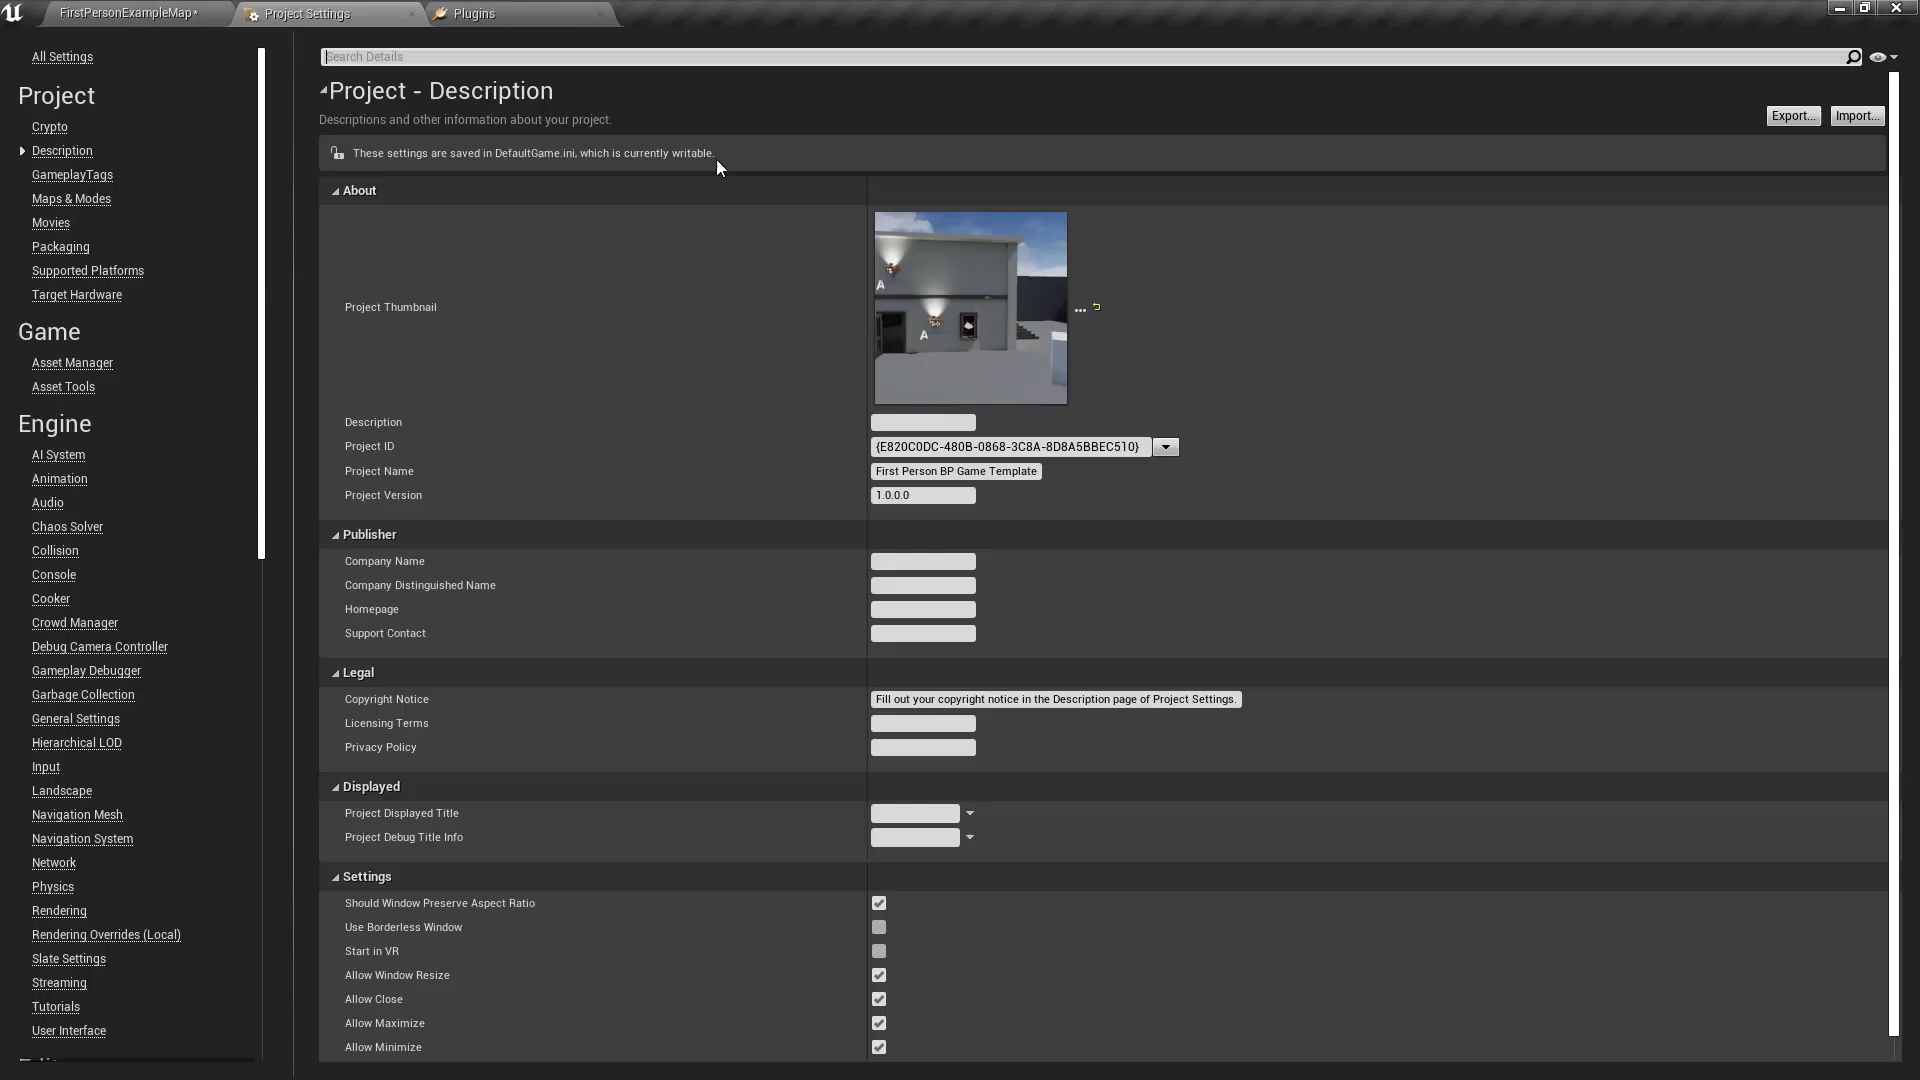 FirstPersonExampleMap*
Project Settings
Plugins
All Settings
Project
Crypto
Description
GameplayTags
Maps & Modes
Movies
Packaging
Supported Platforms
Target Hardware
Game
Asset Manager
Asset Tools
Engine
AI System
Animation
Audio
Chaos Solver
Collision
Console
Cooker
Crowd Manager
Debug Camera Controller
Gameplay Debugger
Garbage Collection
General Settings
Hierarchical LOD
Input
Landscape
Navigation Mesh
Navigation System
Network
Physics
Rendering
Rendering Overrides (Local)
Slate Settings
Streaming
Tutorials
User Interface
Search Details
Project - Description
Descriptions and other information about your project.
Export...
Import...
These settings are saved in DefaultGame.ini, which is currently writable.
About
Project Thumbnail
A
A
...
Description
Project ID
{E820C0DC-480B-0868-3C8A-8D8A5BBEC510}
Project Name
First Person BP Game Template
Project Version
1.0.0.0
Publisher
Company Name
Company Distinguished Name
Homepage
Support Contact
Legal
Copyright Notice
Fill out your copyright notice in the Description page of Project Settings.
Licensing Terms
Privacy Policy
Displayed
Project Displayed Title
Project Debug Title Info
Settings
Should Window Preserve Aspect Ratio
Use Borderless Window
Start in VR
Allow Window Resize
Allow Close
Allow Maximize
Allow Minimize